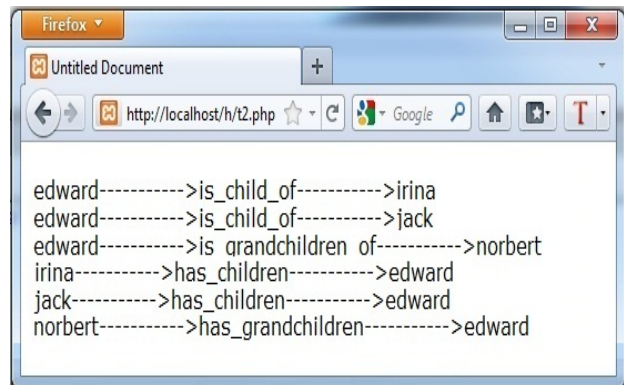 Firefox
Untitled Document
http://localhost/h/t2.php
Google
T
edward----------->is_child_of----------->irina
edward----------->is_child_of----------->jack
edward----------->is_grandchildren_of----------->norbert
irina----------->has_children----------->edward
jack----------->has_children----------->edward
norbert----------->has_grandchildren----------->edward